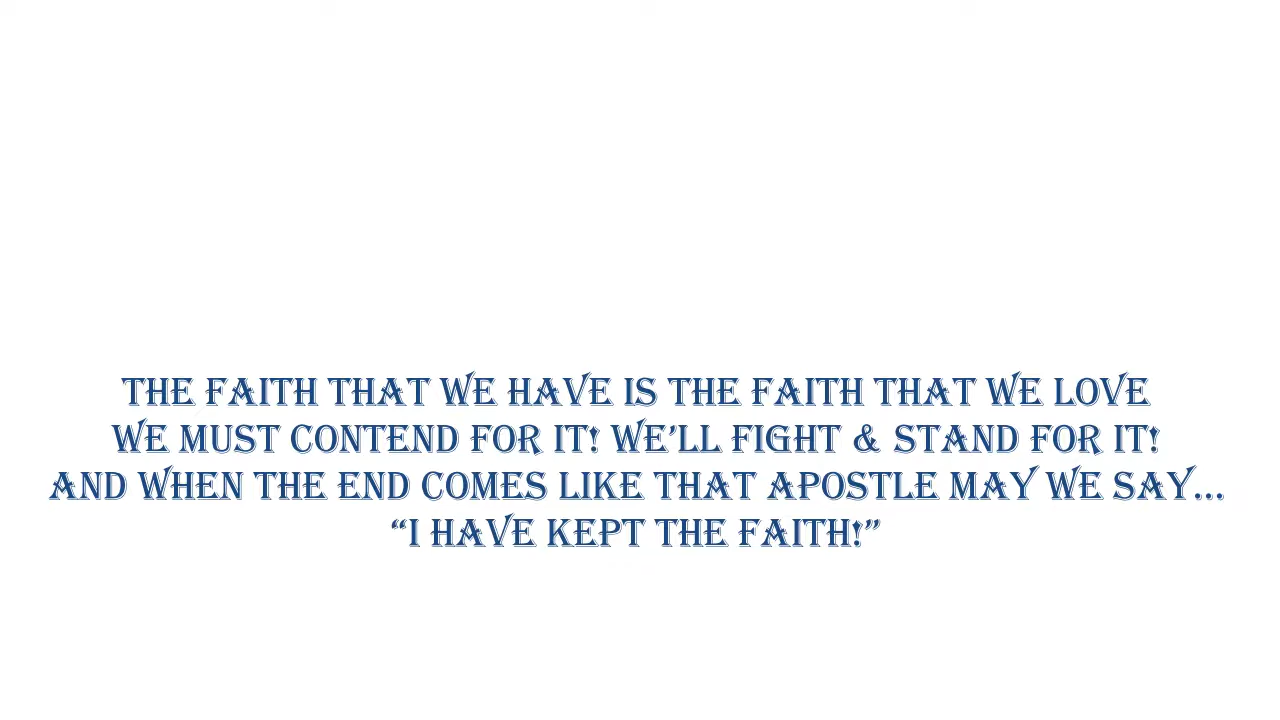 THE FAITH THAT WE HAVE IS THE FAITH THAT WE LOVE
WE MUST CONTEND FOR IT! WE’LL FIGHT & STAND FOR IT!
AND WHEN THE END COMES LIKE THAT APOSTLE MAY WE SAY...
“I HAVE KEPT THE FAITH!”